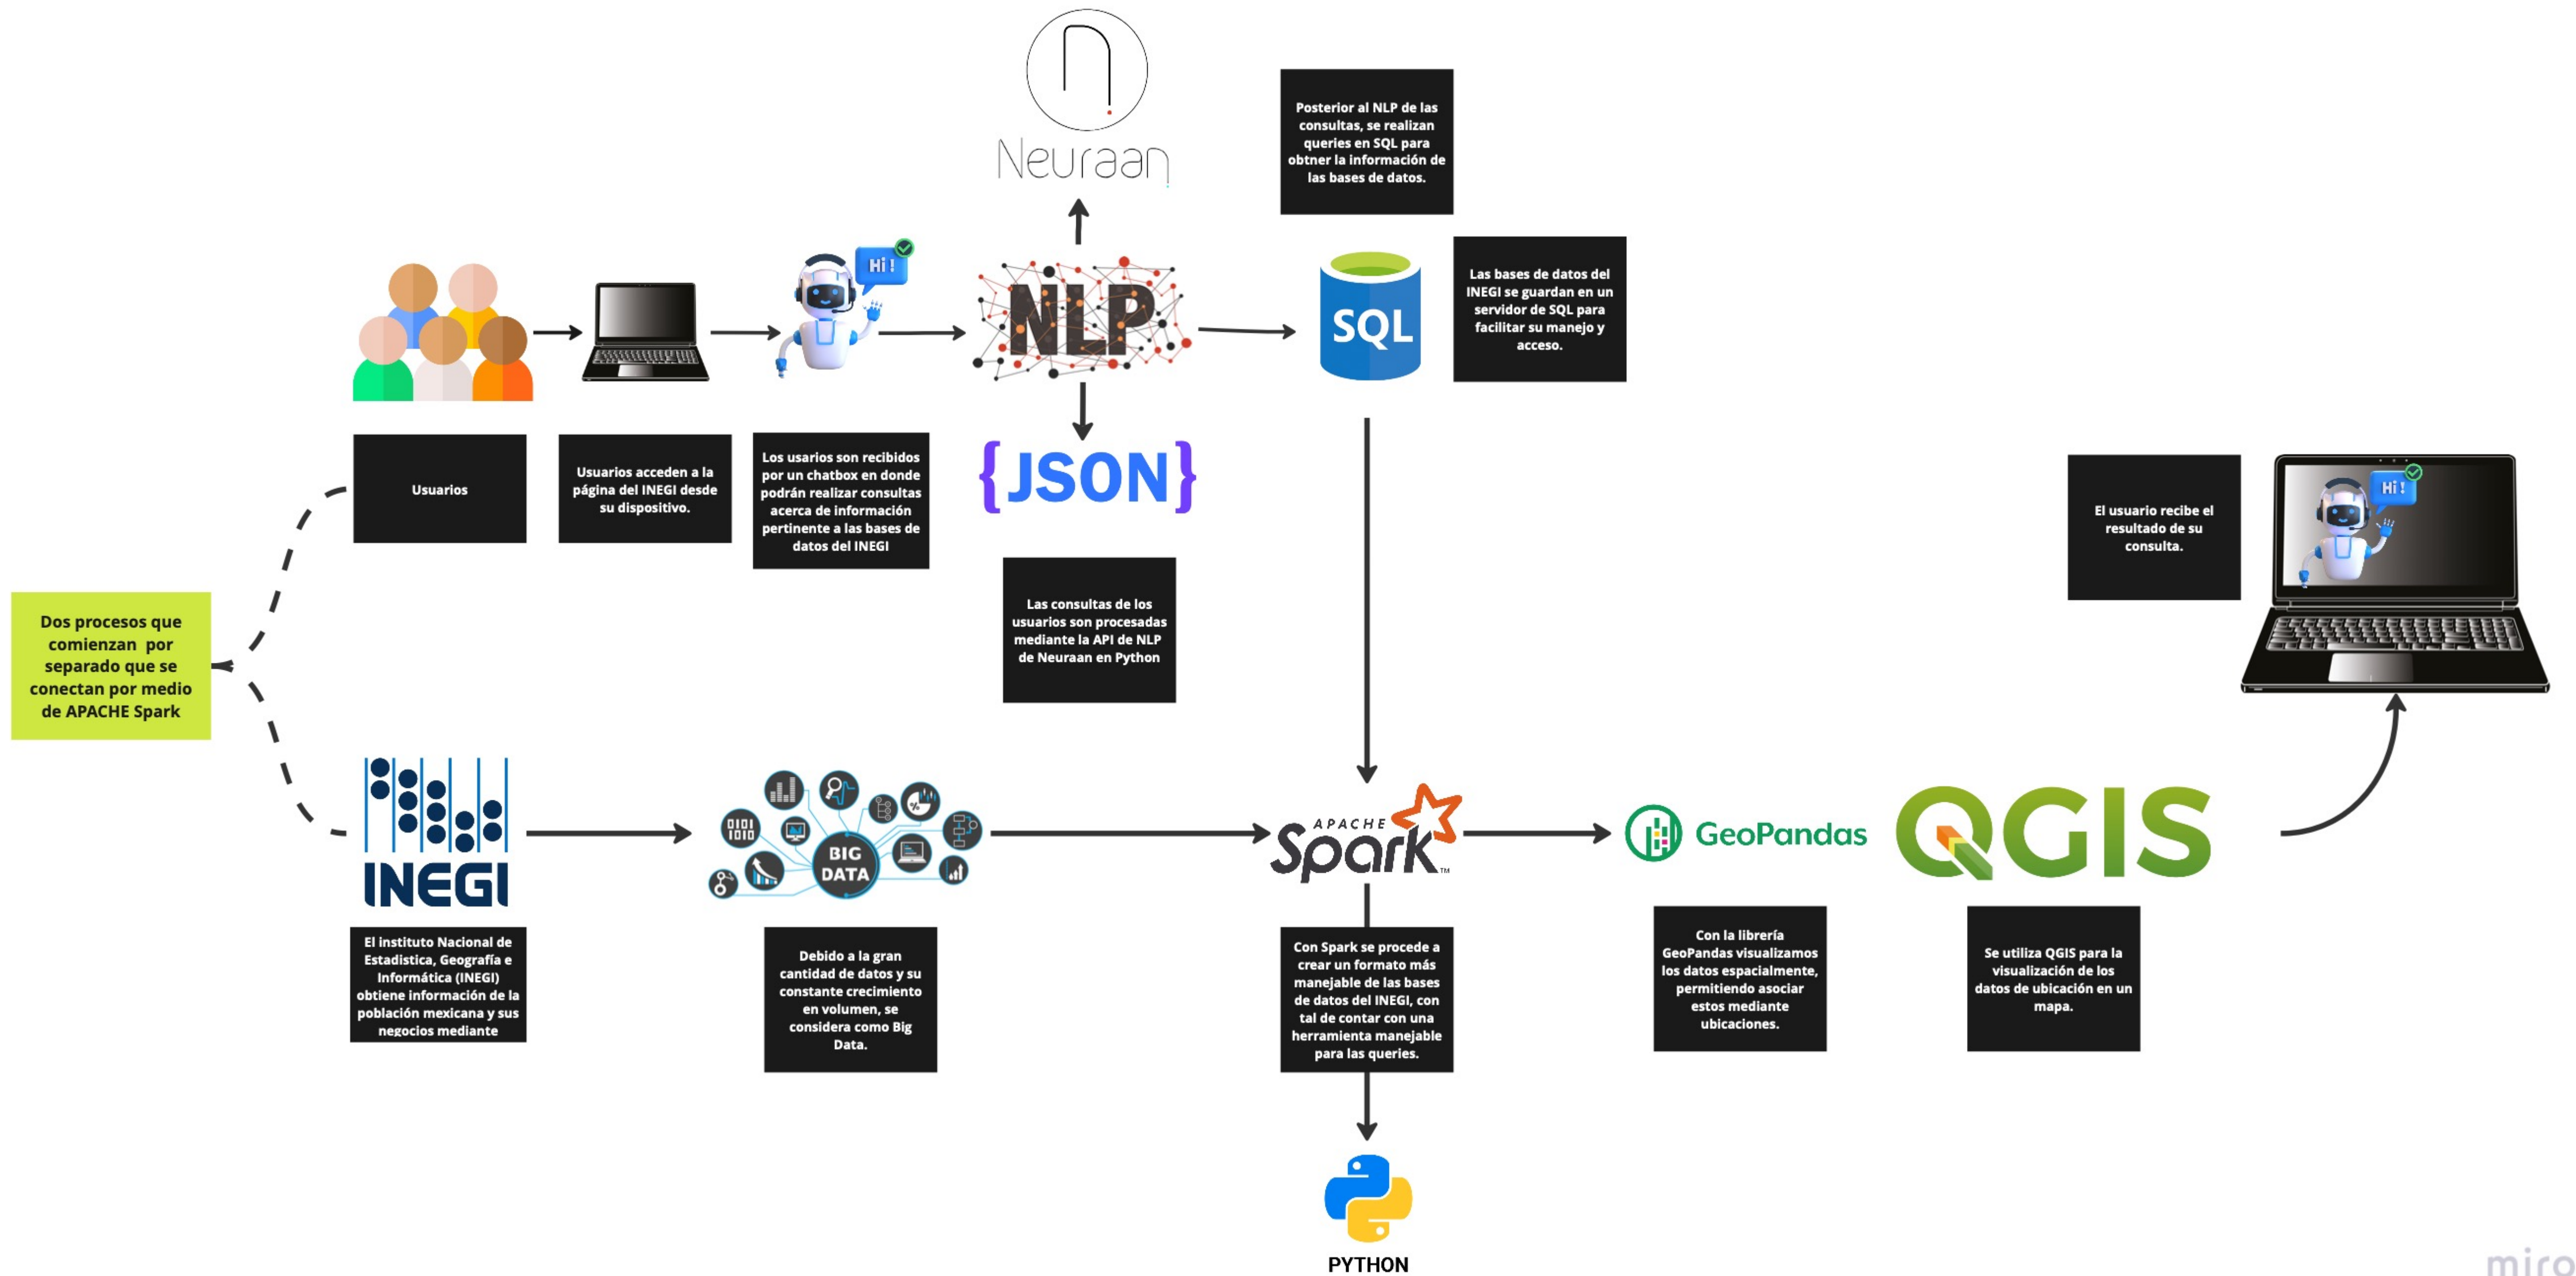 Neuraan
Posterior al NLP de las
consultas, se realizan
queries en SQL para
obtner la información de
las bases de datos.
Hi !
NLP
SQL
Las bases de datos del
INEGI se guardan en un
servidor de SQL para
facilitar su manejo y
acceso.
Usuarios
Usuarios acceden a la
página del INEGI desde
su dispositivo.
Los usarios son recibidos
por un chatbox en donde
podrán realizar consultas
acerca de información
pertinente a las bases de
datos del INEGI
{JSON}
Las consultas de los
usuarios son procesadas
mediante la API de NLP
de Neuraan en Python
El usuario recibe el
resultado de su
consulta.
Hi !
Dos procesos que
comienzan por
separado que se
conectan por medio
de APACHE Spark
INEGI
El instituto Nacional de
Estadistica, Geografía e
Informática (INEGI)
obtiene información de la
población mexicana y sus
negocios mediante
0101
1010
%
BIG
DATA
Debido a la gran
cantidad de datos y su
constante crecimiento
en volumen, se
considera como Big
Data.
APACHE
Spark™
Con Spark se procede a
crear un formato más
manejable de las bases
de datos del INEGI, con
tal de contar con una
herramienta manejable
para las queries.
GeoPandas
Con la librería
GeoPandas visualizamos
los datos espacialmente,
permitiendo asociar
estos mediante
ubicaciones.
QGIS
Se utiliza QGIS para la
visualización de los
datos de ubicación en un
mapa.
PYTHON
miro